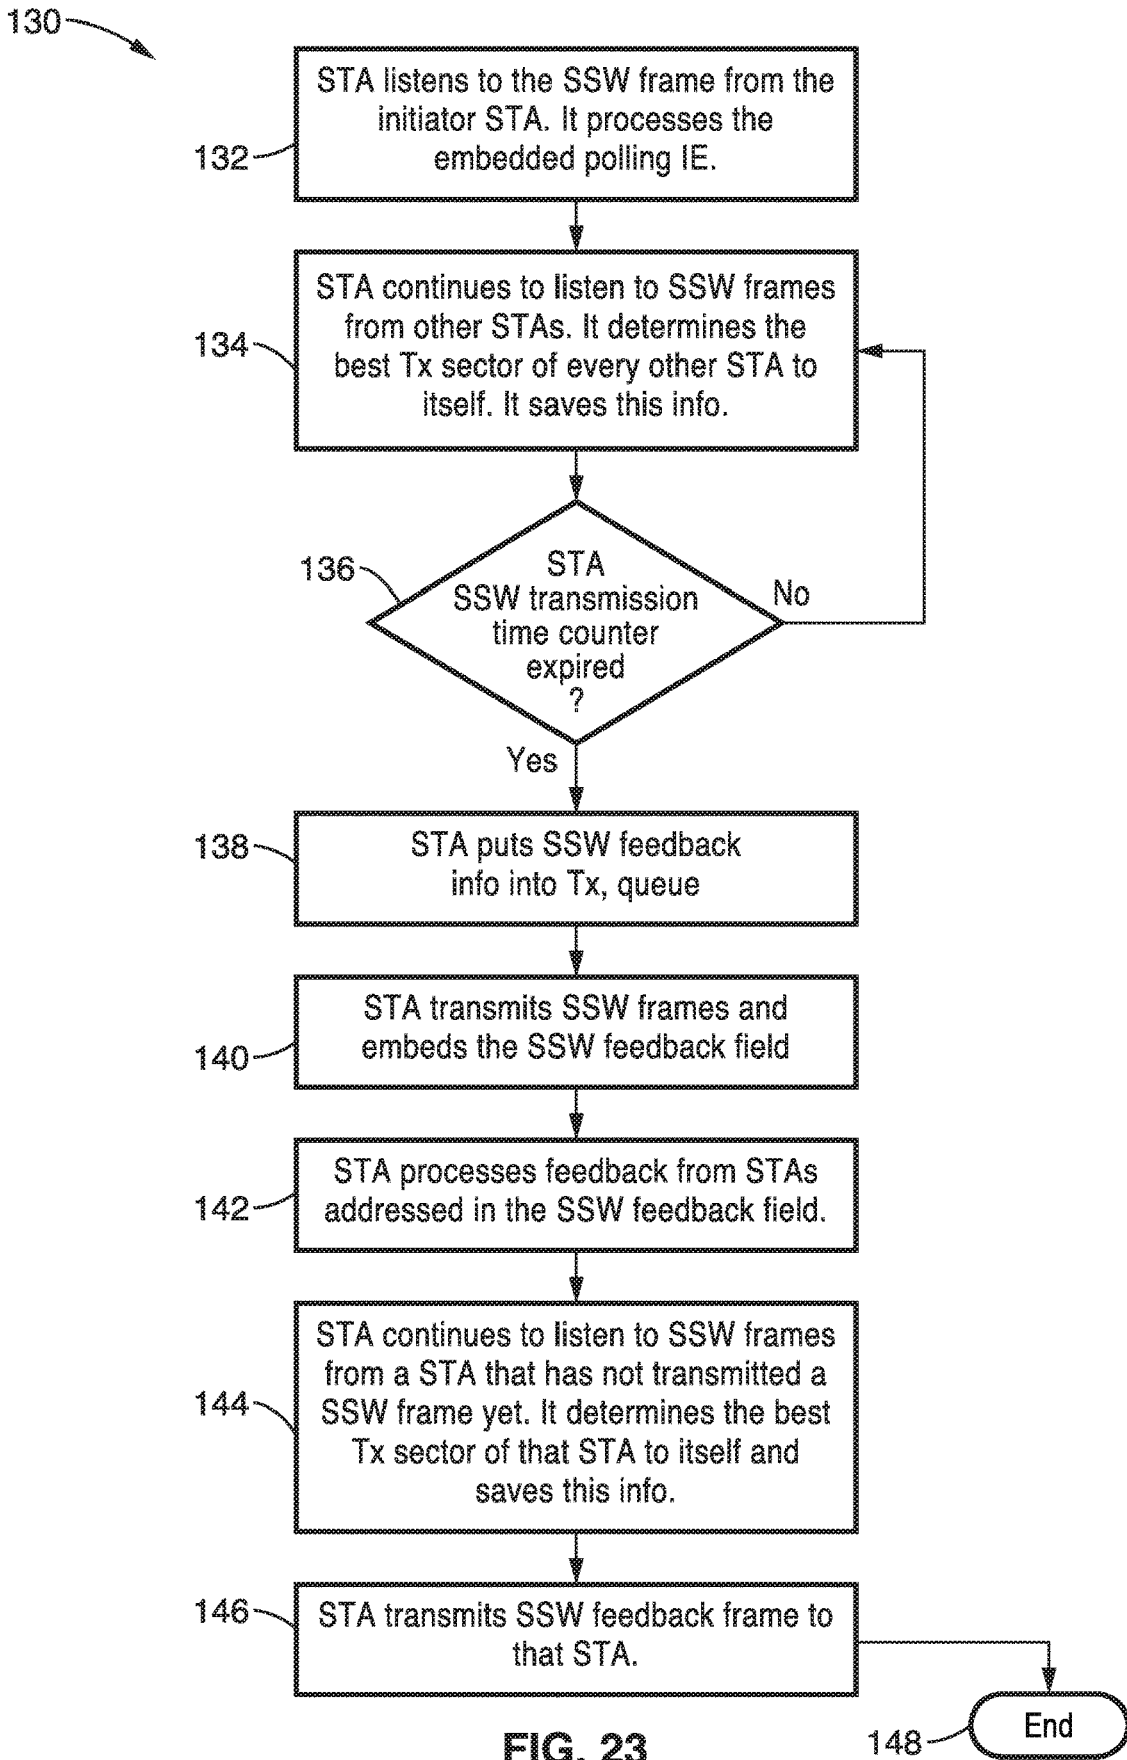 130
STA listens to the SSW frame from the
initiator STA. It processes the
embedded polling IE.
132
STA continues to listen to SSW frames
from other STAs. It determines the
best Tx sector of every other STA to
itself. It saves this info.
134
136
STA
SSW transmission
time counter
expired
?
No
Yes
138
STA puts SSW feedback
info into Tx, queue
STA transmits SSW frames and
embeds the SSW feedback field
140
STA processes feedback from STAs
addressed in the SSW feedback field.
142
STA continues to listen to SSW frames
from a STA that has not transmitted a
SSW frame yet. It determines the best
Tx sector of that STA to itself and
saves this info.
144
146
STA transmits SSW feedback frame to
that STA.
End
148
FIG. 23